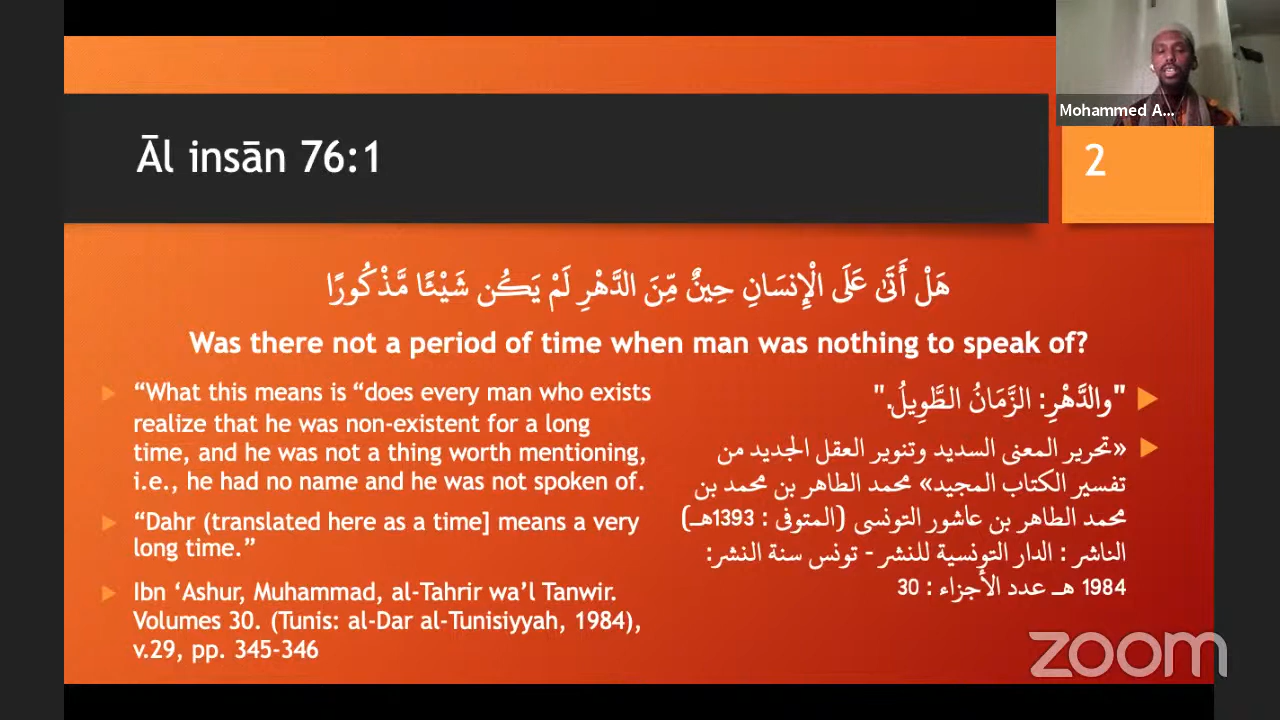 Mohammed A...
Āl insān 76:1
2
هَلْ أَتَىٰ عَلَى الْإِنسَانِ حِينٌ مِّنَ الدَّهْرِ لَمْ يَكُن شَيْئًا مَّذْكُورًا
Was there not a period of time when man was nothing to speak of?
“What this means is “does every man who exists
realize that he was non-existent for a long
time, and he was not a thing worth mentioning,
i.e., he had no name and he was not spoken of.
“Dahr (translated here as a time] means a very
long time.”
Ibn ‘Ashur, Muhammad, al-Tahrir wa’l Tanwir.
Volumes 30. (Tunis: al-Dar al-Tunisiyyah, 1984),
v.29, pp. 345-346
"والدَّهْرِ: الزَّمَانُ الطَّوِيلُ."
«تحرير المعنى السديد وتنوير العقل الجديد من
تفسير الكتاب المجيد» محمد الطاهر بن محمد بن
محمد الطاهر بن عاشور التونسي (المتوفى : 1393هـ)
الناشر : الدار التونسية للنشر - تونس سنة النشر:
1984 هـ عدد الأجزاء : 30
zoom